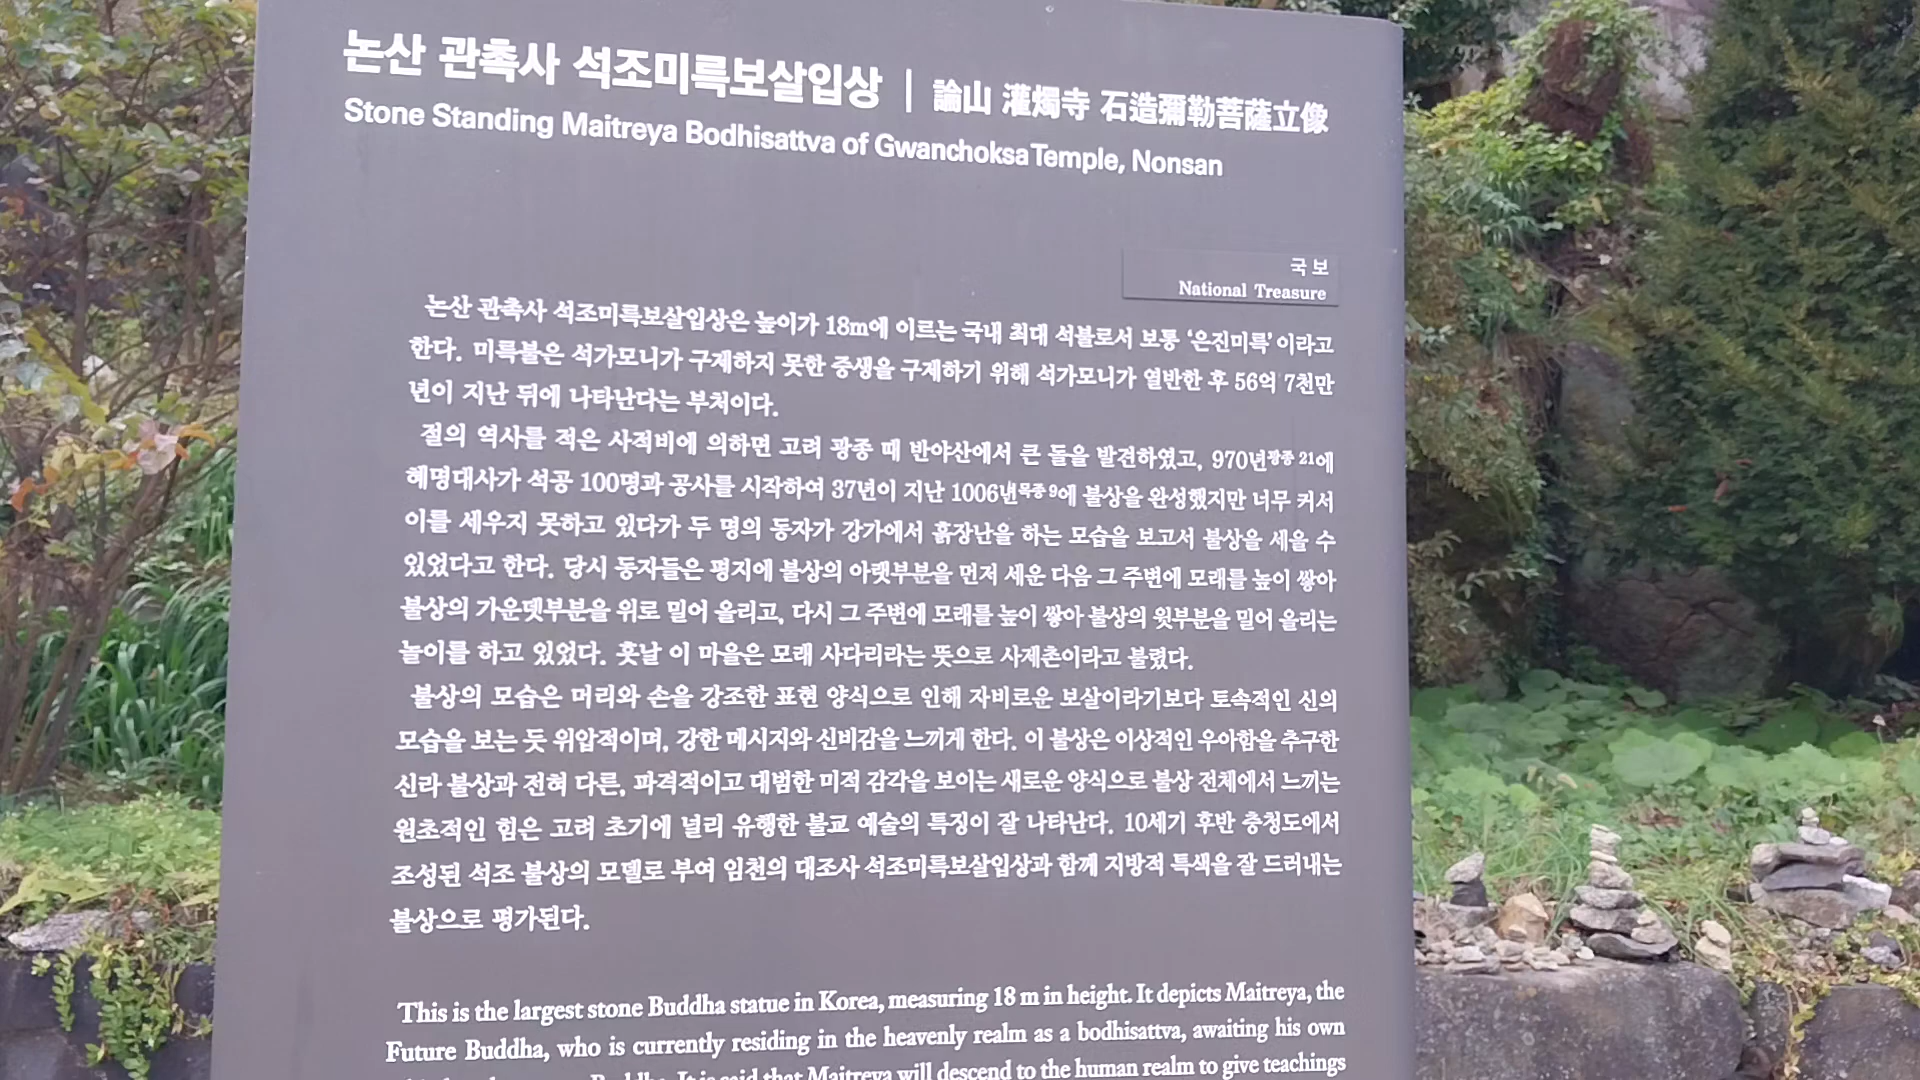 논산 관촉사 석조미륵보살입상 | 論山 灌燭寺 石造彌勒菩薩立像
Stone Standing Maitreya Bodhisattva of Gwanchoksa Temple, Nonsan
국보
National Treasure
논산 관촉사 석조미륵보살입상은 높이가 18m에 이르는 국내 최대 석불로서 보통 ‘은진미륵’이라고
한다. 미륵불은 석가모니가 구제하지 못한 중생을 구제하기 위해 석가모니가 열반한 후 56억 7천만
년이 지난 뒤에 나타난다는 부처이다.
절의 역사를 적은 사적비에 의하면 고려 광종 때 반야산에서 큰 돌을 발견하였고, 970년광종 21에
혜명대사가 석공 100명과 공사를 시작하여 37년이 지난 1006년목종 9에 불상을 완성했지만 너무 커서
이를 세우지 못하고 있다가 두 명의 동자가 강가에서 흙장난을 하는 모습을 보고서 불상을 세울 수
있었다고 한다. 당시 동자들은 평지에 불상의 아랫부분을 먼저 세운 다음 그 주변에 모래를 높이 쌓아
불상의 가운뎃부분을 위로 밀어 올리고, 다시 그 주변에 모래를 높이 쌓아 불상의 윗부분을 밀어 올리는
놀이를 하고 있었다. 훗날 이 마을은 모래 사다리라는 뜻으로 사제촌이라고 불렸다.
불상의 모습은 머리와 손을 강조한 표현 양식으로 인해 자비로운 보살이라기보다 토속적인 신의
모습을 보는 듯 위압적이며, 강한 메시지와 신비감을 느끼게 한다. 이 불상은 이상적인 우아함을 추구한
신라 불상과 전혀 다른, 파격적이고 대범한 미적 감각을 보이는 새로운 양식으로 불상 전체에서 느끼는
원초적인 힘은 고려 초기에 널리 유행한 불교 예술의 특징이 잘 나타난다. 10세기 후반 충청도에서
조성된 석조 불상의 모델로 부여 임천의 대조사 석조미륵보살입상과 함께 지방적 특색을 잘 드러내는
불상으로 평가된다.
This is the largest stone Buddha statue in Korea, measuring 18 m in height. It depicts Maitreya, the
Future Buddha, who is currently residing in the heavenly realm as a bodhisattva, awaiting his own
Buddha. It is said that Maitreya will descend to the human realm to give teachings